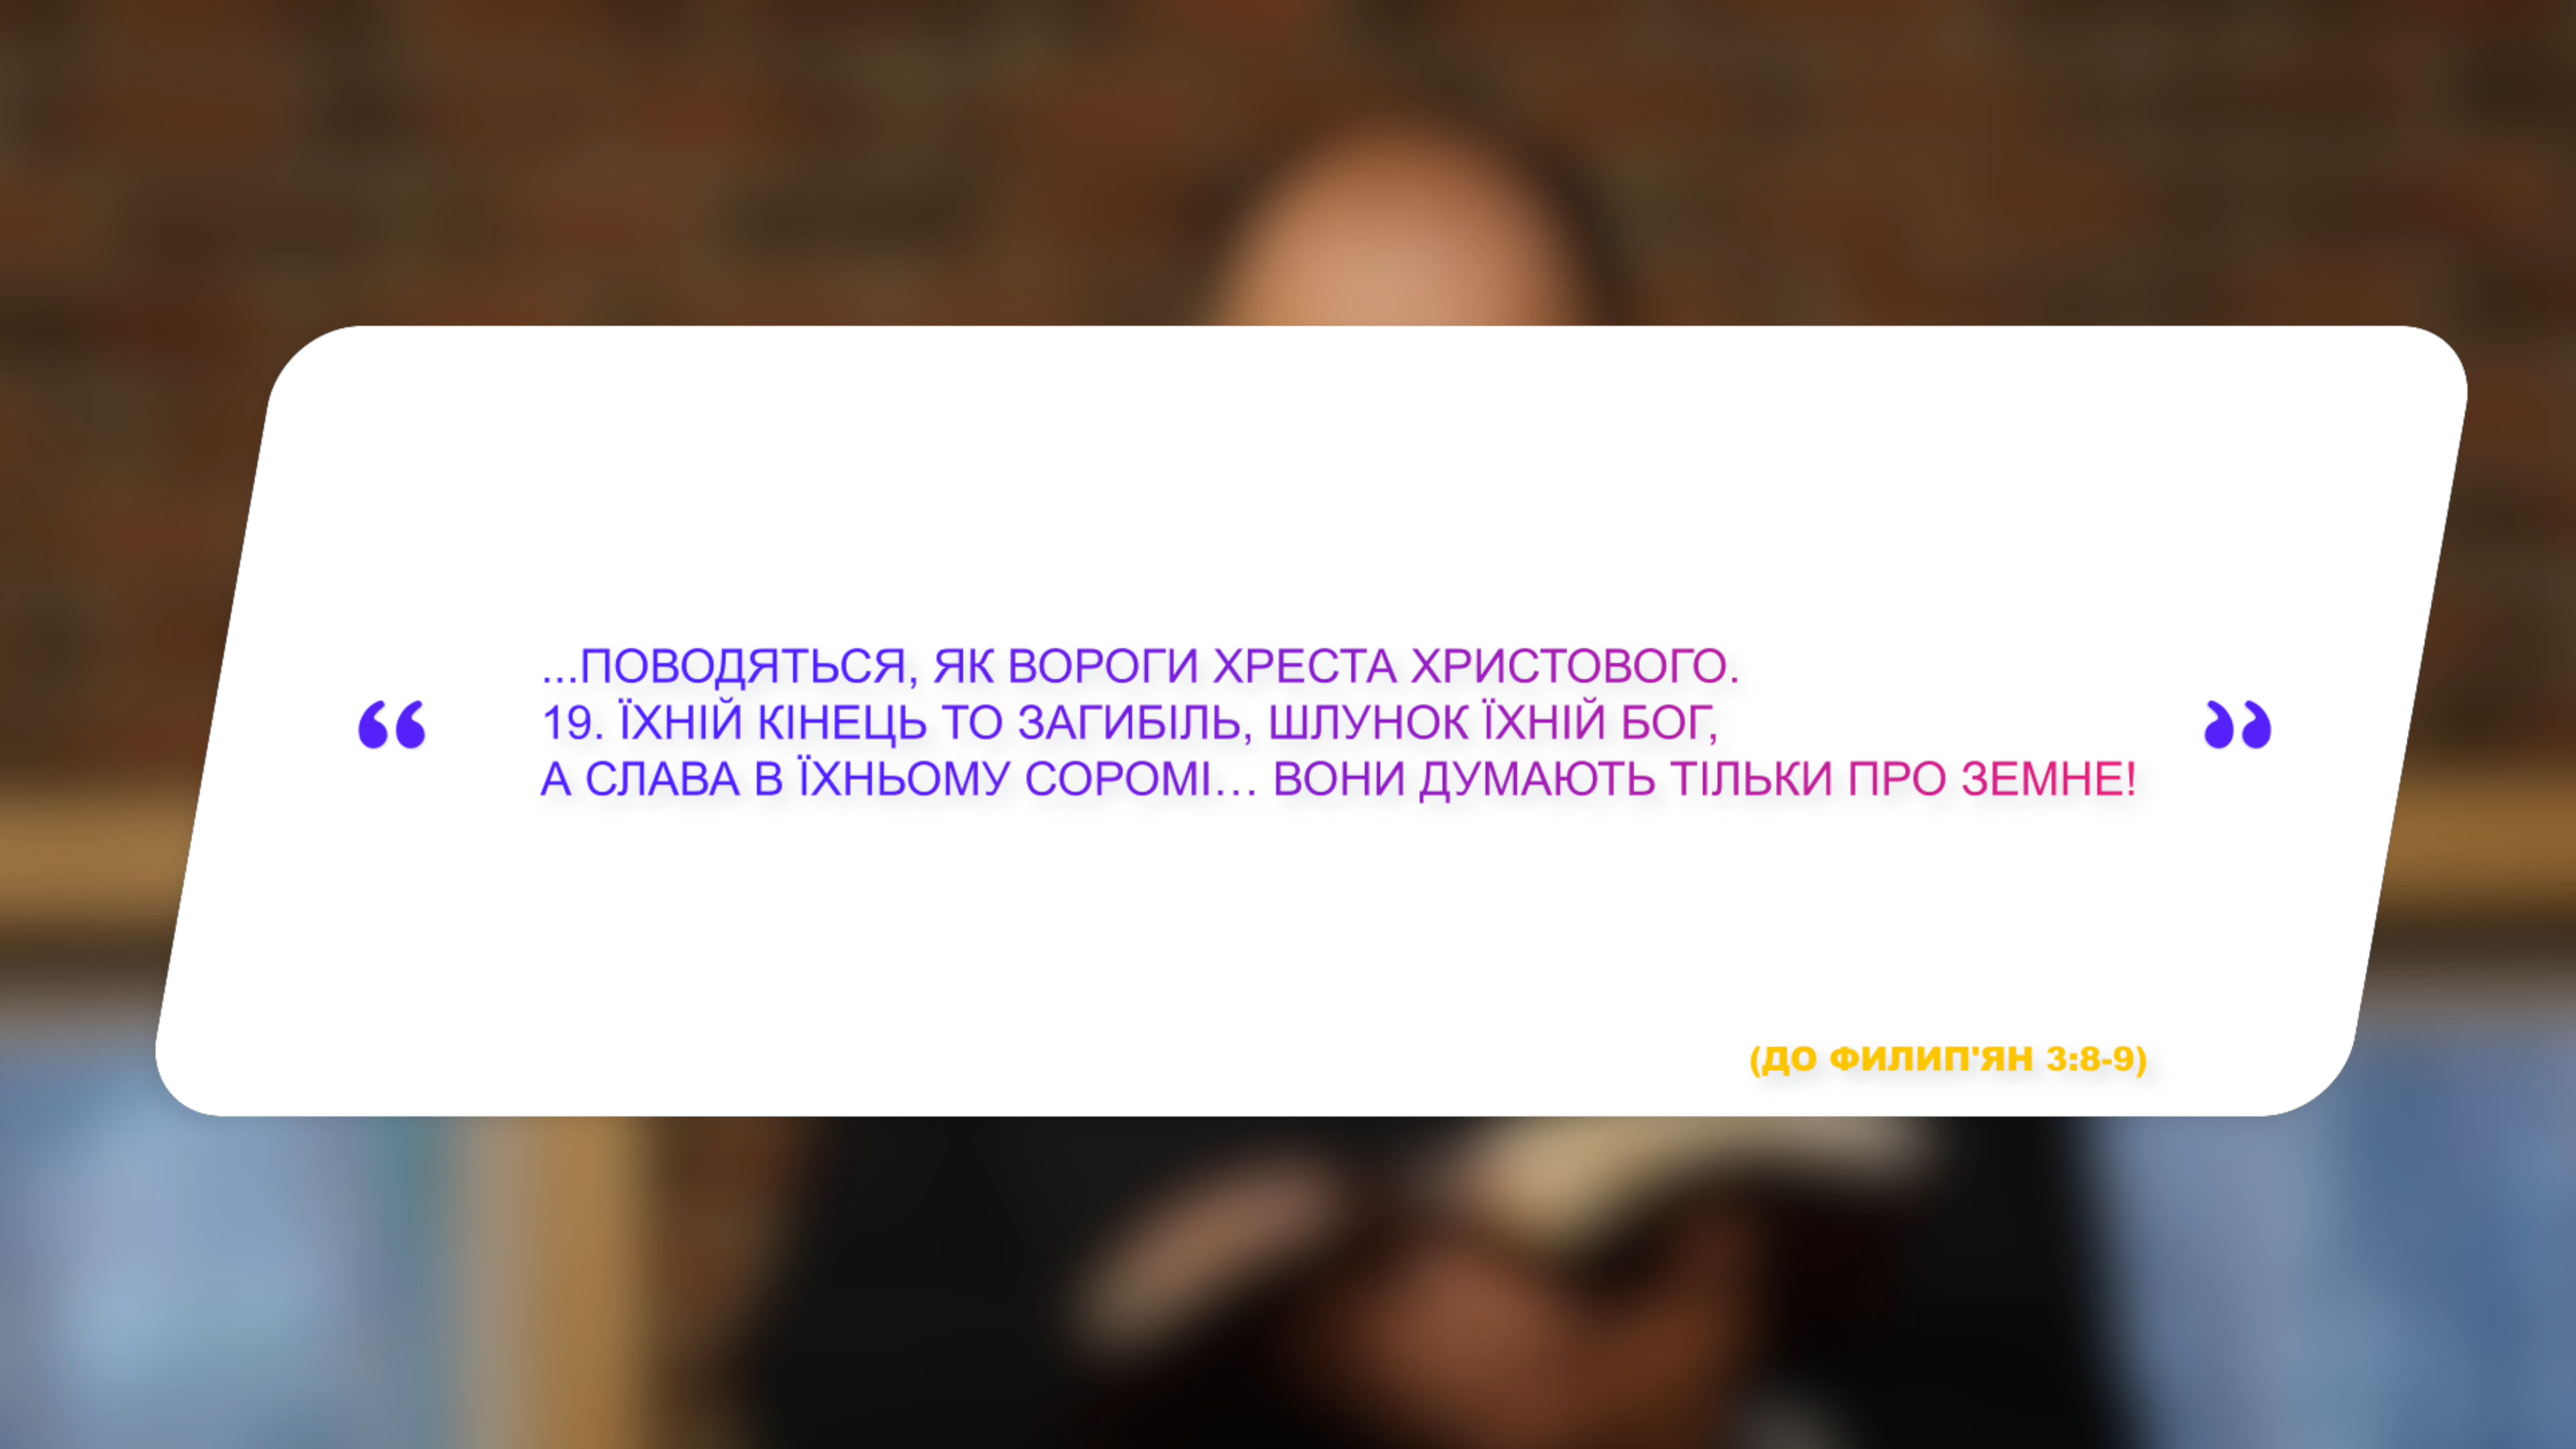 ...ПОВОДЯТЬСЯ, ЯК ВОРОГИ ХРЕСТА ХРИСТОВОГО.
“ 19. ЇХНІЙ КІНЕЦЬ ТО ЗАГИБІЛЬ, ШЛУНОК ЇХНІЙ БОГ, ”
А СЛАВА В ЇХНЬОМУ СОРОМІ... ВОНИ ДУМАЮТЬ ТІЛЬКИ ПРО ЗЕМНЕ!
(ДО ФИЛИП'ЯН 3:8-9)